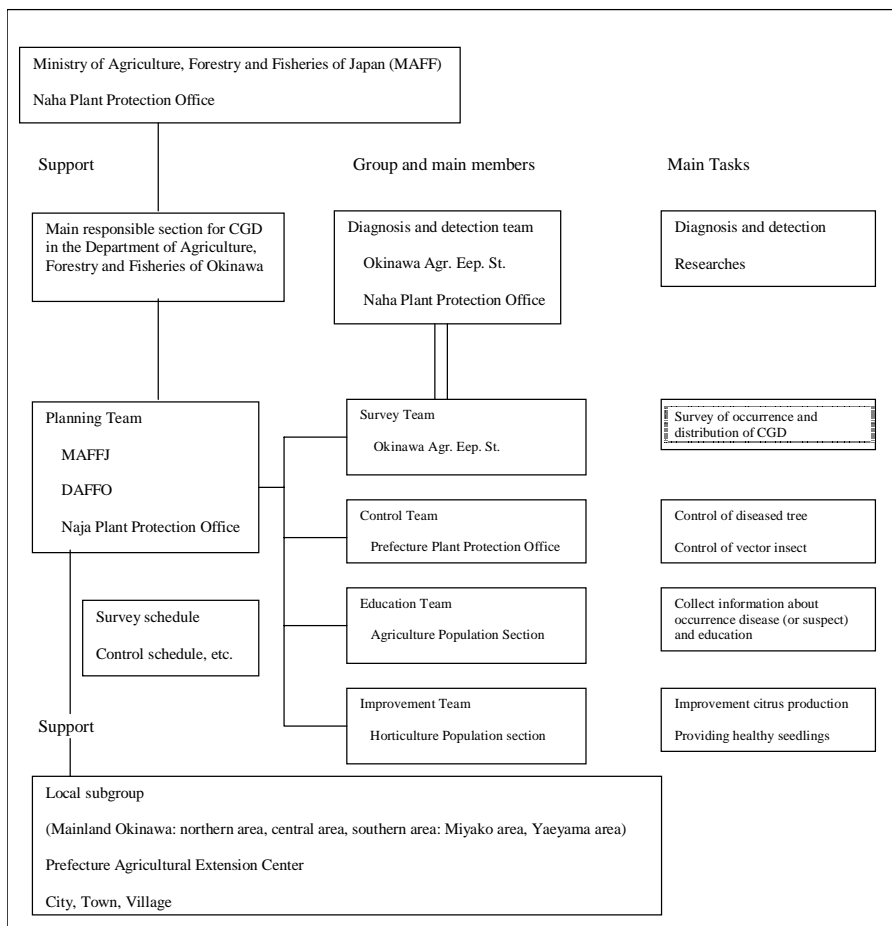 Ministry of Agriculture, Forestry and Fisheries of Japan (MAFF)
Naha Plant Protection Office
Support
Group and main members
Main Tasks
Main responsible section for CGD
in the Department of Agriculture,
Forestry and Fisheries of Okinawa
Diagnosis and detection team
Okinawa Agr. Eep. St.
Naha Plant Protection Office
Diagnosis and detection
Researches
Planning Team
MAFFJ
DAFFO
Naja Plant Protection Office
Survey Team
Okinawa Agr. Eep. St.
Survey of occurrence and
distribution of CGD
Control Team
Prefecture Plant Protection Office
Control of diseased tree
Control of vector insect
Survey schedule
Control schedule, etc.
Education Team
Agriculture Population Section
Collect information about
occurrence disease (or suspect)
and education
Improvement Team
Horticulture Population section
Improvement citrus production
Providing healthy seedlings
Support
Local subgroup
(Mainland Okinawa: northern area, central area, southern area: Miyako area, Yaeyama area)
Prefecture Agricultural Extension Center
City, Town, Village